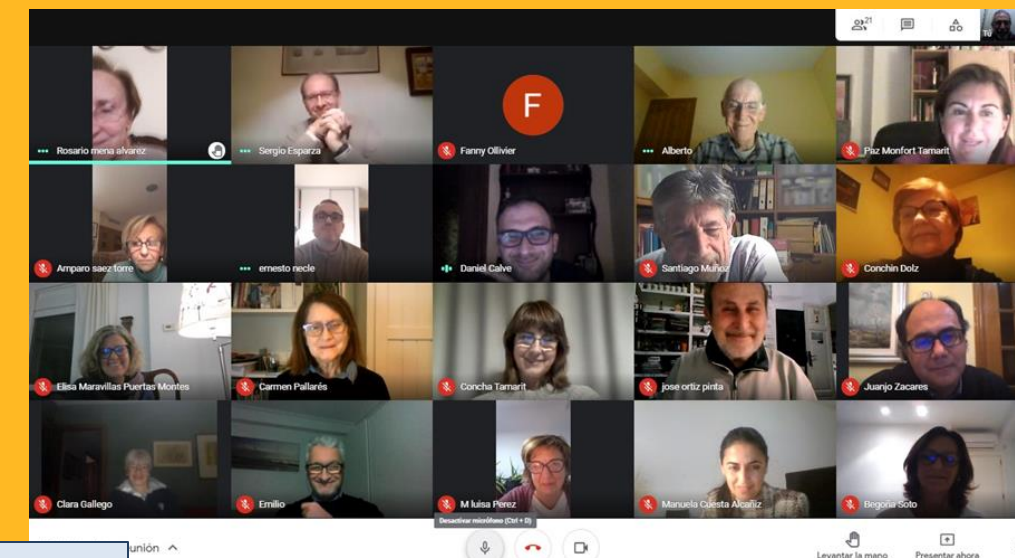 21
Tú
Rosario mena alvarez
Sergio Esparza
F
Fanny Ollivier
Alberto
Paz Monfort Tamarit
Amparo saez torre
ernesto necle
Daniel Calve
Santiago Muñoz
Conchin Dolz
Elisa Maravillas Puertas Montes
Carmen Pallarés
Concha Tamarit
jose ortiz pinta
Juanjo Zacares
Clara Gallego
Emilio
M luisa Perez
Manuela Cuesta Alcañiz
Begoña Soto
Desactivar micrófono (Ctrl + D)
unión
Levantar la mano
Presentar ahora